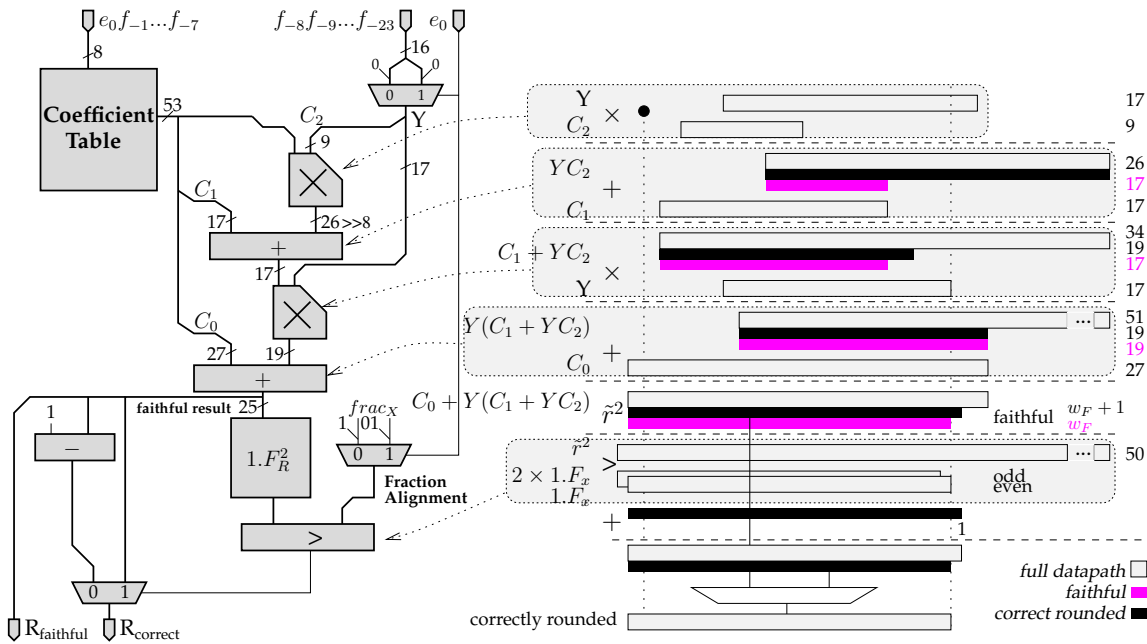 e₀f₋₁...f₋₇
f₋₈f₋₉...f₋₂₃
e₀
8
16
0
0
0 1
Coefficient
Table
53
C₂
Y
9
17
C₁
17
26 >>8
+
17
C₀
27
19
+
faithful result
25
1
−
1.F_R^2
frac_X
1 01 1
0 1
Fraction
Alignment
>
0 1
R_faithful
R_correct
Y
×
C₂
17
9
YC₂
+
C₁
26
17
17
C₁ + YC₂
×
Y
34
19
17
17
Y(C₁ + YC₂)
+
C₀
...
51
19
19
27
C₀ + Y(C₁ + YC₂)
r̃²
faithful
w_F + 1
w_F
r̃²
>
2 × 1.F_x
1.F_x
...
50
odd
even
+
1
full datapath
faithful
correct rounded
correctly rounded